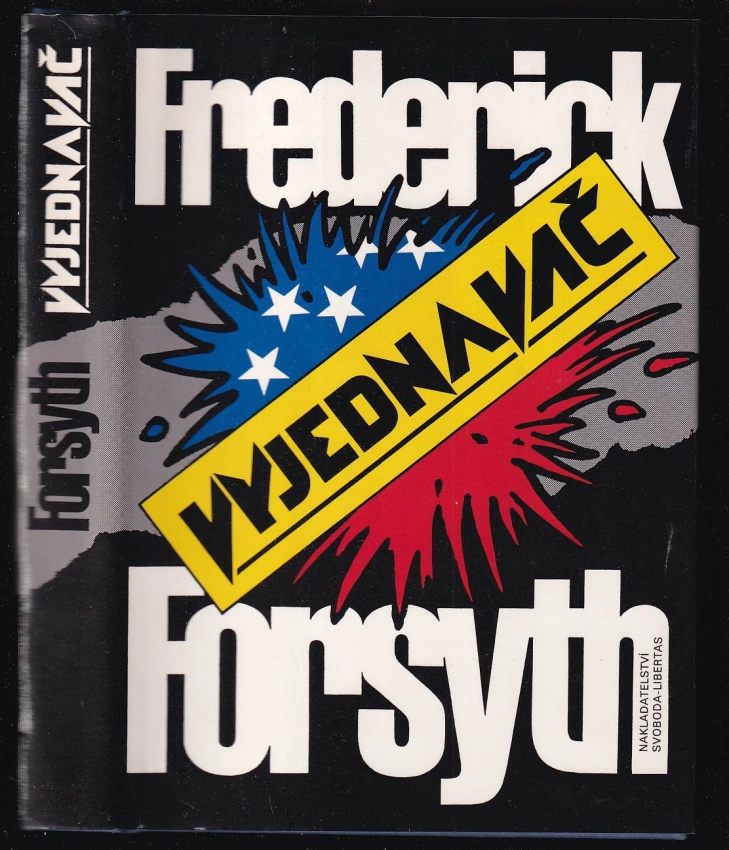 Forsyth VYJEDNAVAČ
Frederick
VYJEDNAVAČ
Forsyth
NAKLADATELSTVÍ
SVOBODA-LIBERTAS